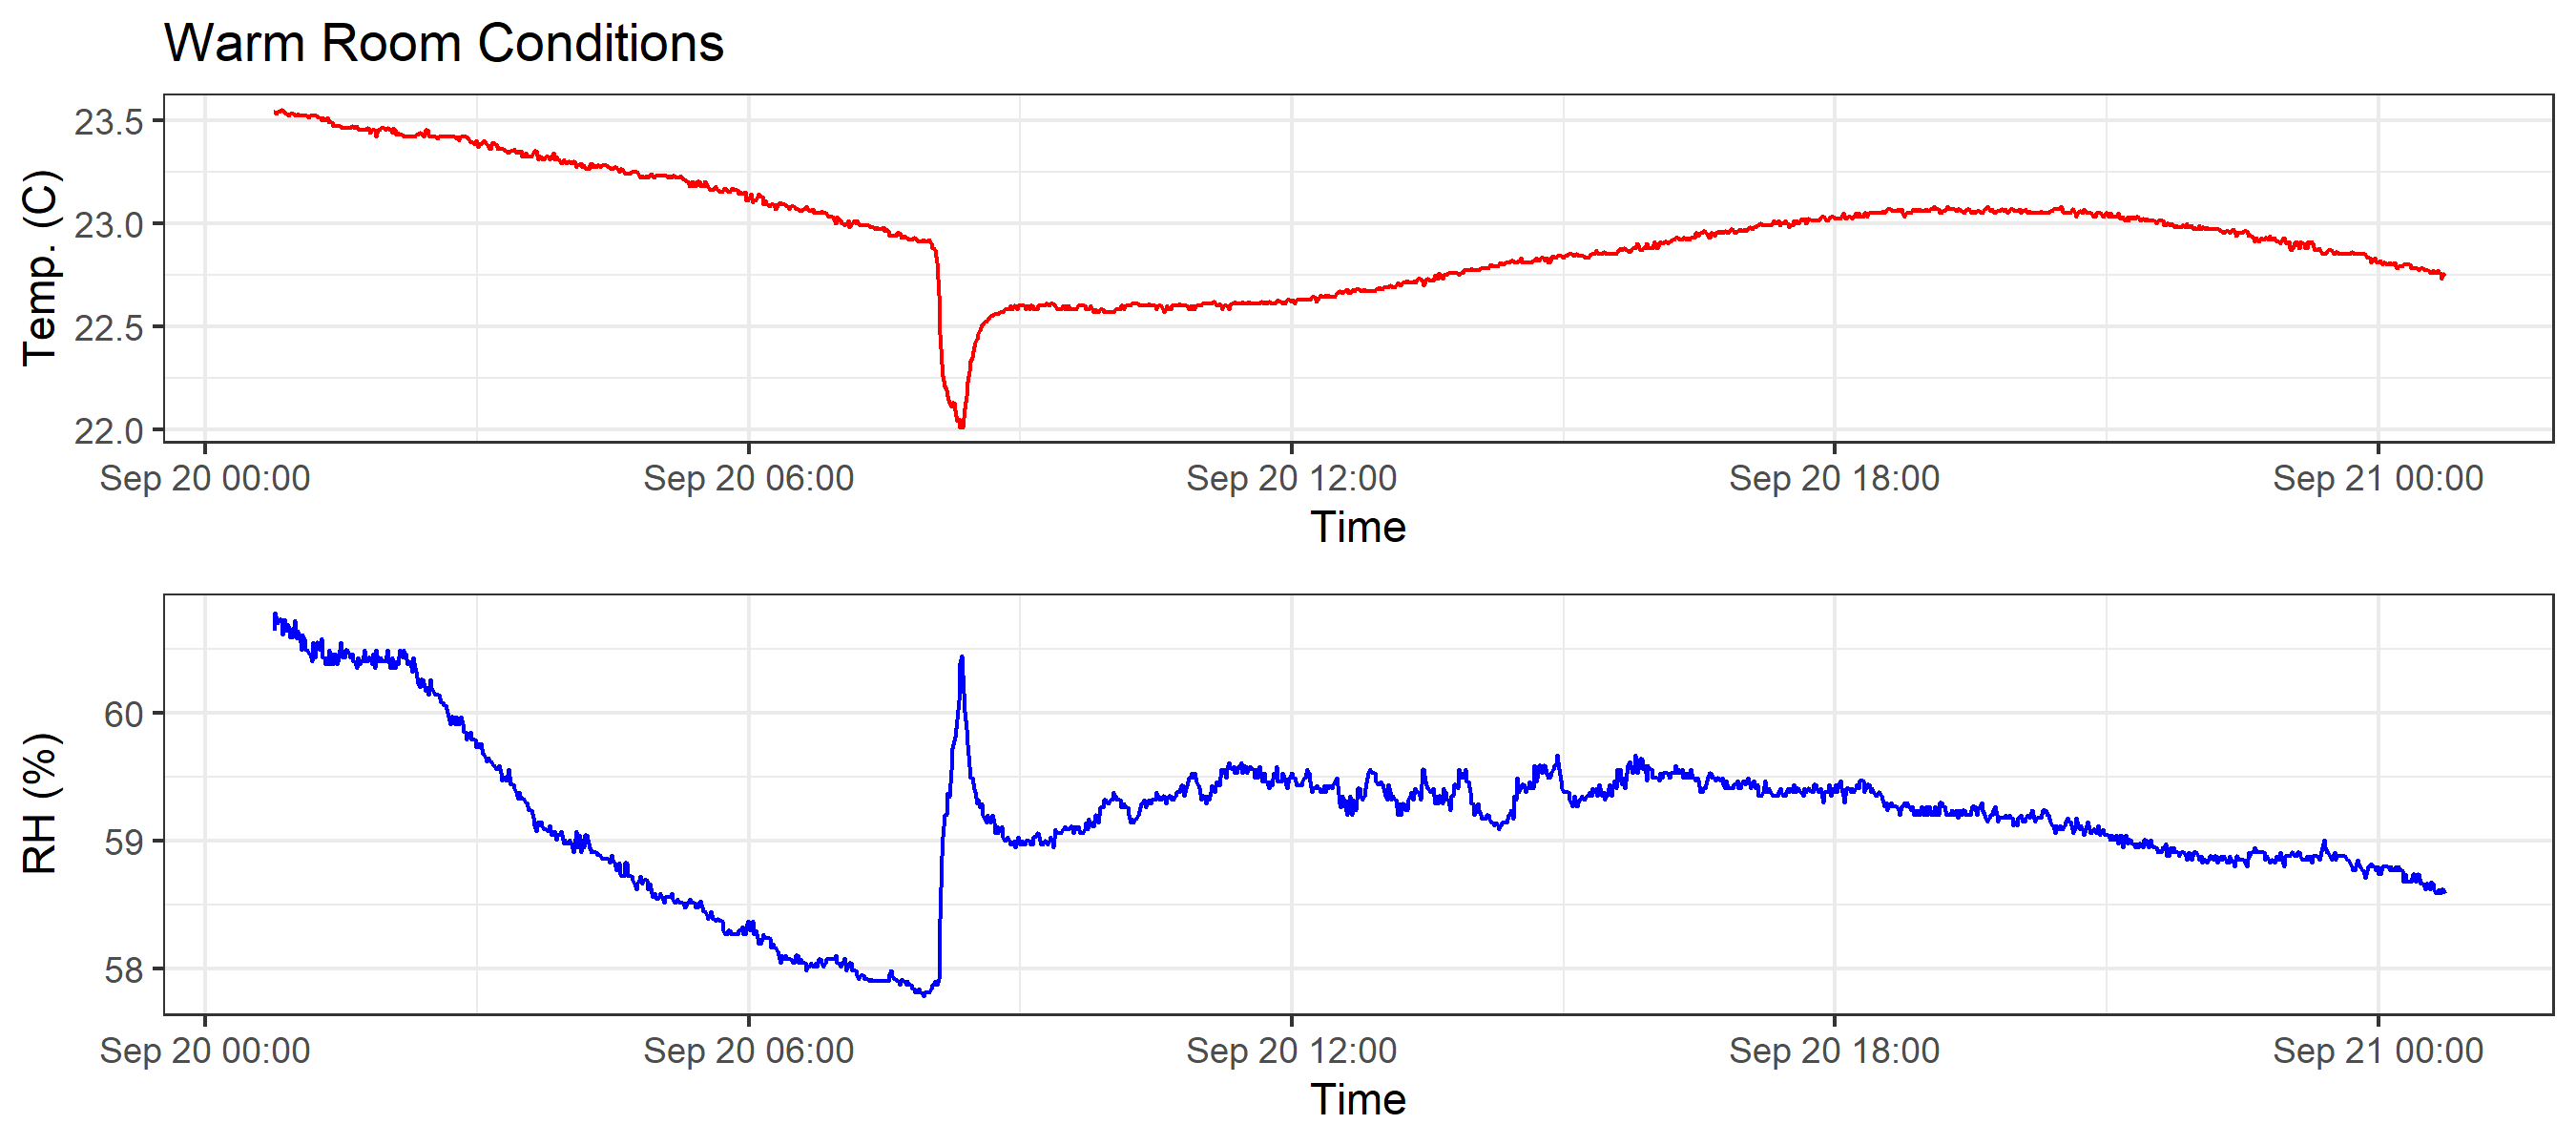 Warm Room Conditions
Temp. (C)
23.5
23.0
22.5
22.0
Sep 20 00:00 Sep 20 06:00 Sep 20 12:00 Sep 20 18:00 Sep 21 00:00
Time
RH (%)
60
59
58
Sep 20 00:00 Sep 20 06:00 Sep 20 12:00 Sep 20 18:00 Sep 21 00:00
Time